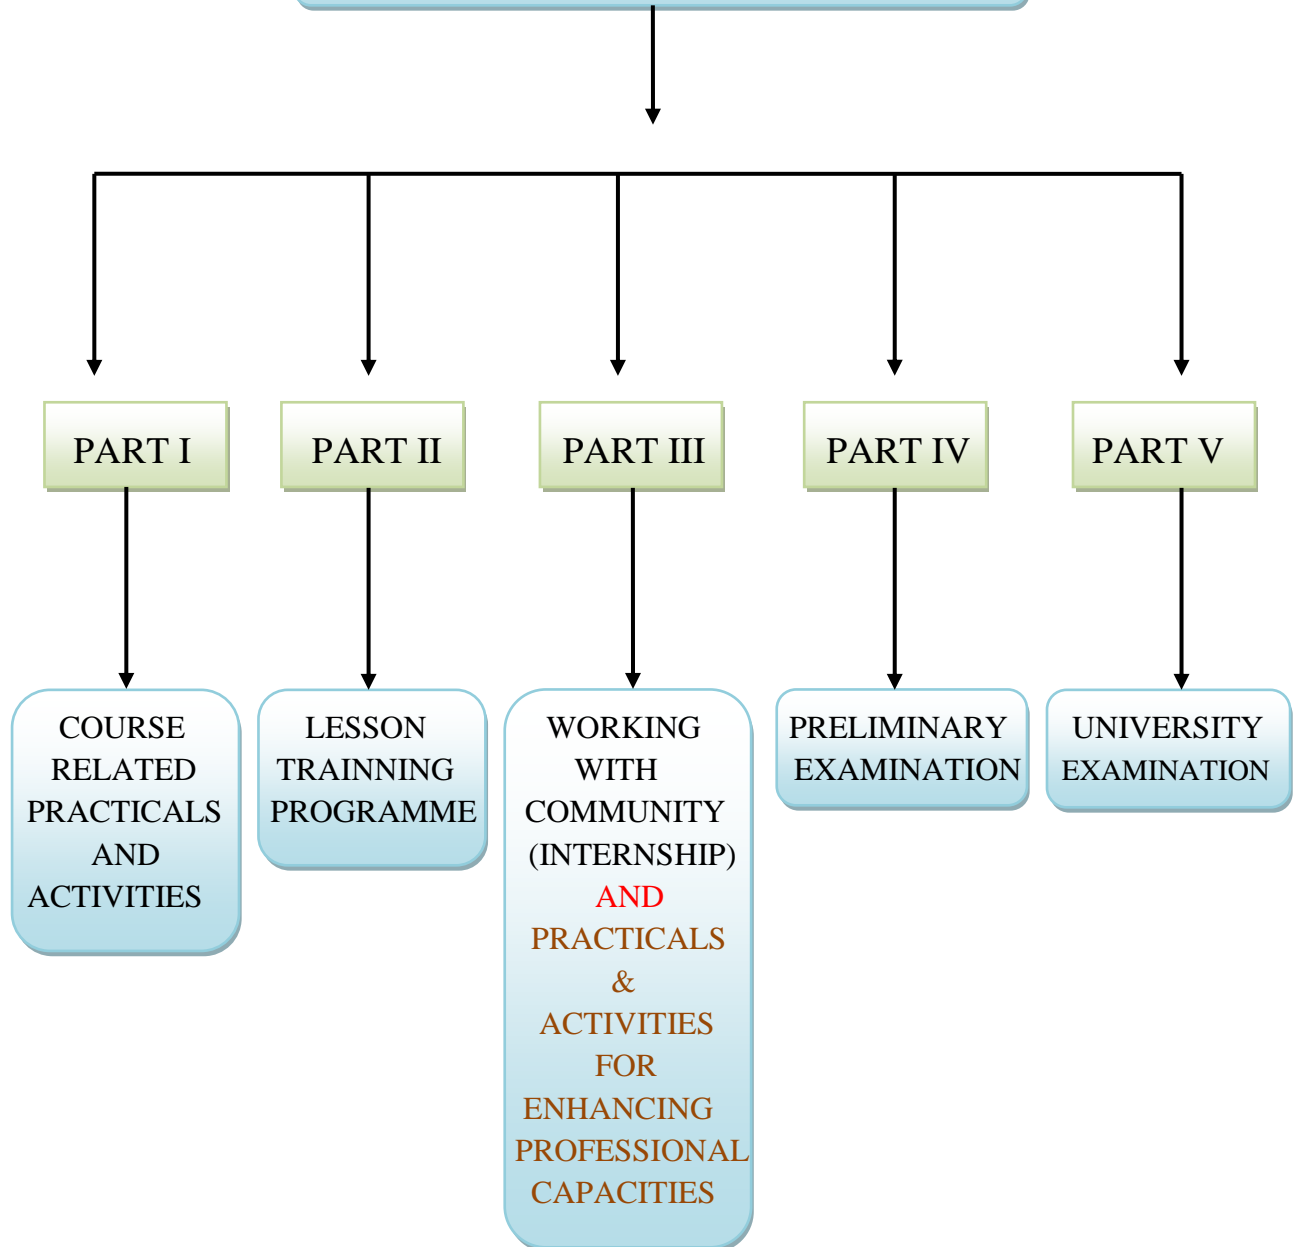 PART I
PART II
PART III
PART IV
PART V
COURSE
RELATED
PRACTICALS
AND
ACTIVITIES
LESSON
TRAINNING
PROGRAMME
WORKING
WITH
COMMUNITY
(INTERNSHIP)
AND
PRACTICALS
&
ACTIVITIES
FOR
ENHANCING
PROFESSIONAL
CAPACITIES
PRELIMINARY
EXAMINATION
UNIVERSITY
EXAMINATION